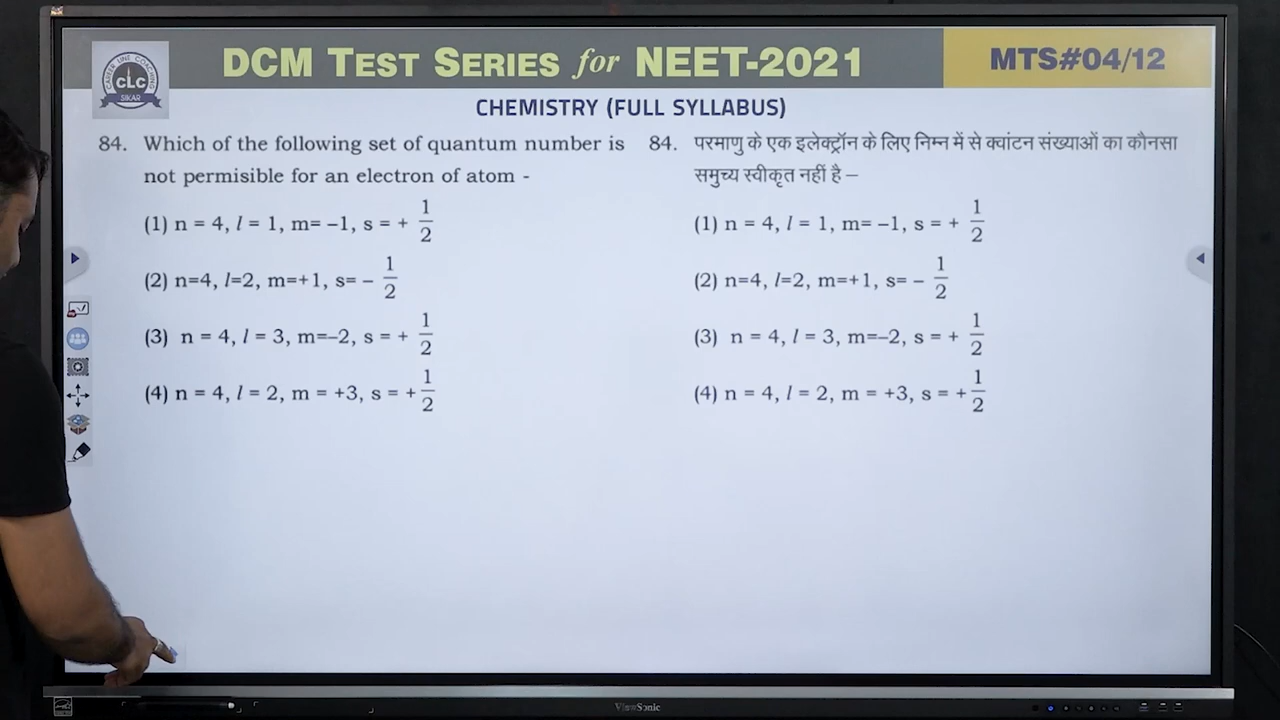 DCM TEST SERIES for NEET-2021
MTS#04/12
CAREER LINE COACHING
CLC
SIKAR
CHEMISTRY (FULL SYLLABUS)
84. Which of the following set of quantum number is
not permisible for an electron of atom -
(1) n = 4, l = 1, m= –1, s = + 1/2
(2) n=4, l=2, m=+1, s= – 1/2
(3) n = 4, l = 3, m=–2, s = + 1/2
(4) n = 4, l = 2, m = +3, s = + 1/2
84. परमाणु के एक इलेक्ट्रॉन के लिए निम्न में से क्वांटन संख्याओं का कौनसा
समुच्य स्वीकृत नहीं है –
(1) n = 4, l = 1, m= –1, s = + 1/2
(2) n=4, l=2, m=+1, s= – 1/2
(3) n = 4, l = 3, m=–2, s = + 1/2
(4) n = 4, l = 2, m = +3, s = + 1/2
ViewSonic